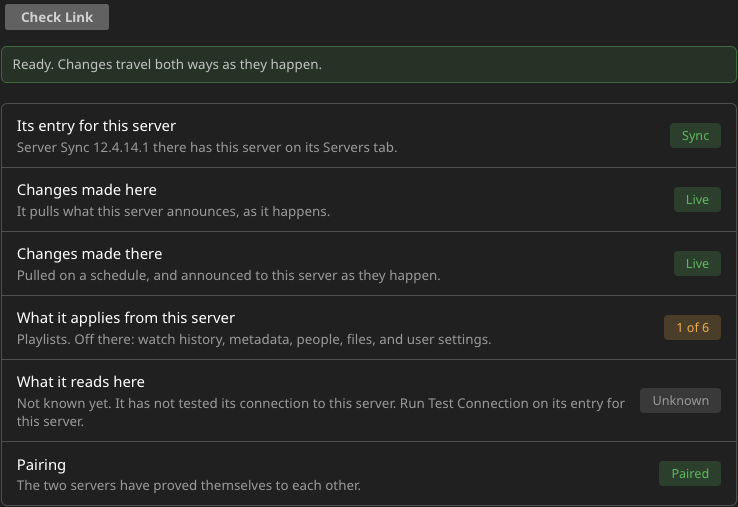 Check Link
Ready. Changes travel both ways as they happen.
Its entry for this server
Server Sync 12.4.14.1 there has this server on its Servers tab.
Sync
Changes made here
It pulls what this server announces, as it happens.
Live
Changes made there
Pulled on a schedule, and announced to this server as they happen.
Live
What it applies from this server
Playlists. Off there: watch history, metadata, people, files, and user settings.
1 of 6
What it reads here
Not known yet. It has not tested its connection to this server. Run Test Connection on its entry for
this server.
Unknown
Pairing
The two servers have proved themselves to each other.
Paired